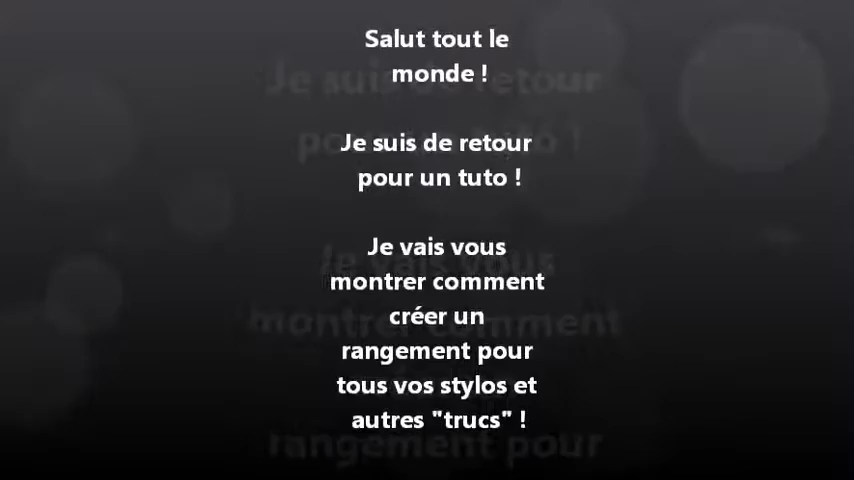 Salut tout le
monde !
Je suis de retour
pour un tuto !
Je vais vous
montrer comment
créer un
rangement pour
tous vos stylos et
autres "trucs" !